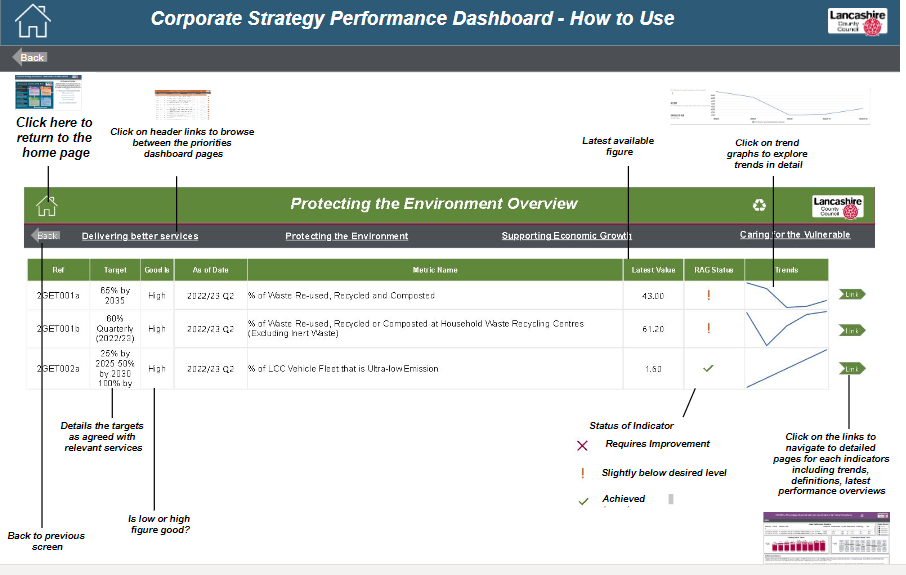 Corporate Strategy Performance Dashboard - How to Use
Lancashire
County
Council
Back
Click here to
return to the
home page
Click on header links to browse
between the priorities
dashboard pages
Latest available
figure
Click on trend
graphs to explore
trends in detail
Protecting the Environment Overview
Lancashire
County
Council
Back
Delivering better services
Protecting the Environment
Supporting Economic Growth
Caring for the Vulnerable
Ref Target Good Is As of Date Metric Name Latest Value RAG Status Trends
2GET001a 65% by 2035 High 2022/23 Q2 % of Waste Re-used, Recycled and Composted 43.00 ! Link
60%
2GET001b Quarterly High 2022/23 Q2 % of Waste Re-used, Recycled or Composted at Household Waste Recycling Centres 61.20 ! Link
(2022/23) (Excluding Inert Waste)
25% by
2025 50%
2GET002a by 2030 High 2022/23 Q2 % of LCC Vehicle Fleet that is Ultra-low Emission 1.60 Link
100% by
Details the targets
as agreed with
relevant services
Status of Indicator
Requires Improvement
! Slightly below desired level
Achieved
Click on the links to
navigate to detailed
pages for each indicators
including trends,
definitions, latest
performance overviews
Is low or high
figure good?
Back to previous
screen